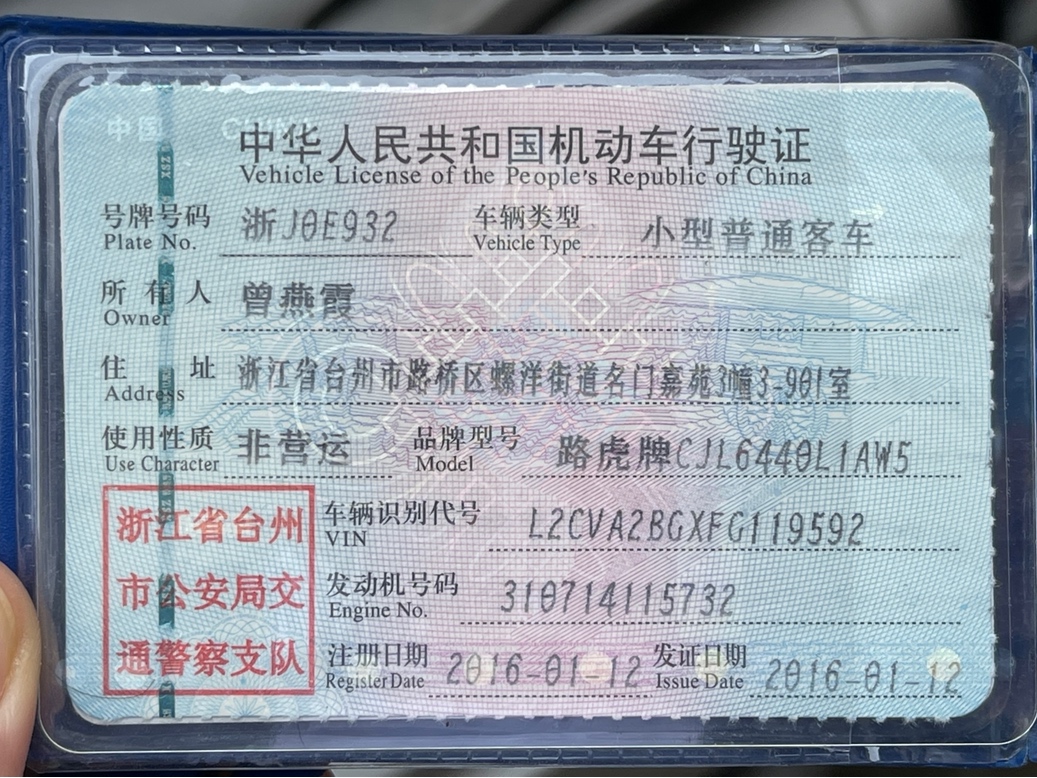 中国 CHINA
中华人民共和国机动车行驶证
Vehicle License of the People's Republic of China
号牌号码 浙J0E932 车辆类型 小型普通客车
Plate No. Vehicle Type
所有人 曾燕霞
Owner
住址 浙江省台州市路桥区螺洋街道名门嘉苑3幢3-901室
Address
使用性质 非营运 品牌型号 路虎牌CJL6440L1AW5
Use Character Model
浙江省台州 车辆识别代号 L2CVA2BGXFG119592
VIN
市公安局交 发动机号码 310714115732
Engine No.
通警察支队 注册日期 2016-01-12 发证日期 2016-01-12
Register Date Issue Date